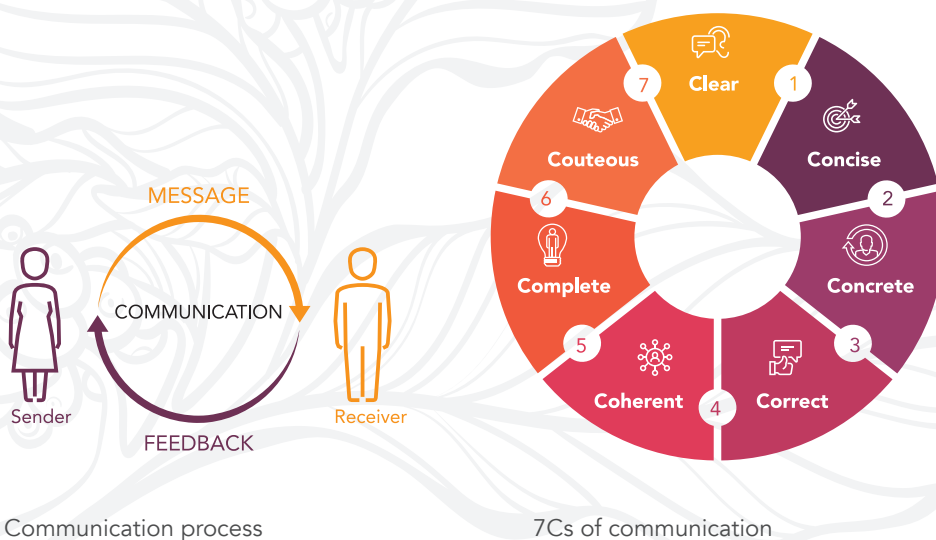 MESSAGE
COMMUNICATION
Sender
Receiver
FEEDBACK
Communication process
7
Clear
1
Couteous
Concise
6
2
Complete
Concrete
5
3
Coherent
4
Correct
7Cs of communication